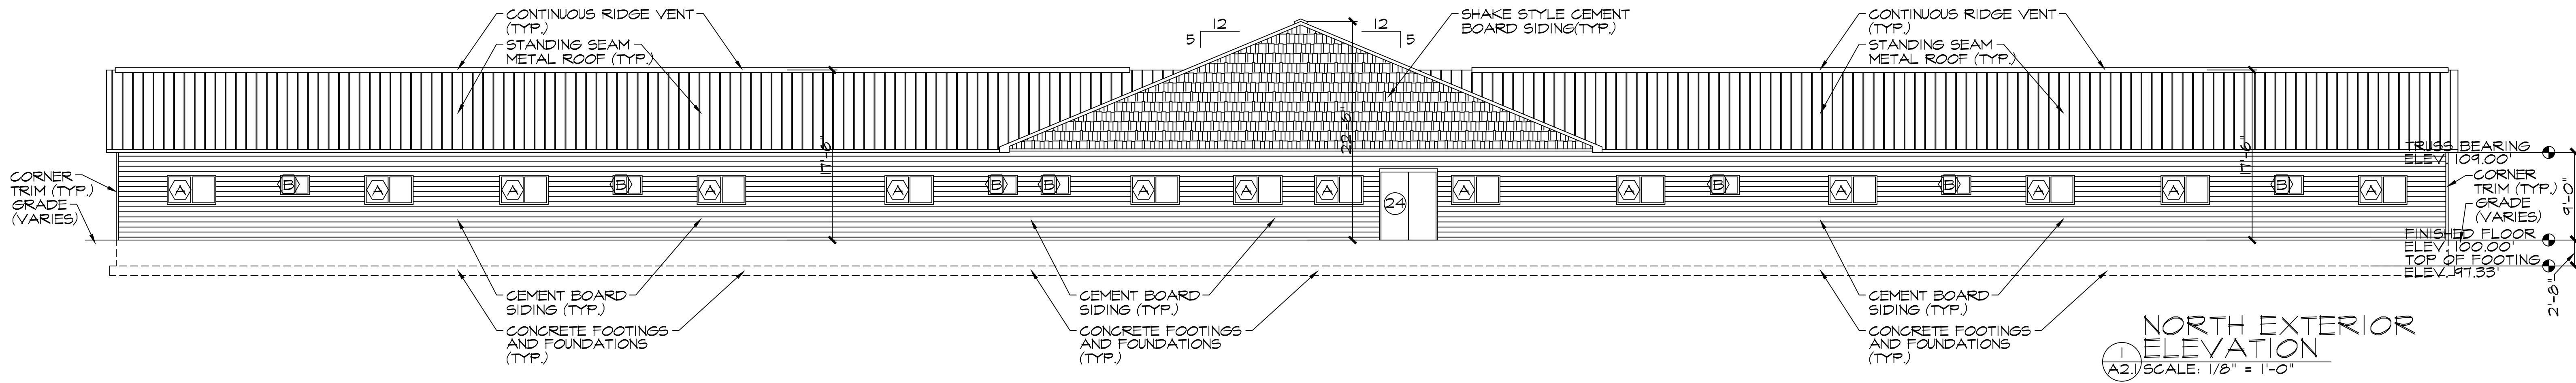 CONTINUOUS RIDGE VENT
(TYP.)
STANDING SEAM
METAL ROOF (TYP.)
12
5
12
5
SHAKE STYLE CEMENT
BOARD SIDING(TYP.)
CONTINUOUS RIDGE VENT
(TYP.)
STANDING SEAM
METAL ROOF (TYP.)
17'-6"
22'-6"
17'-6"
CORNER
TRIM (TYP.)
GRADE
(VARIES)
A
B
A
A
B
A
A
B
B
A
A
A
24
A
A
B
A
B
A
A
B
A
TRUSS BEARING
ELEV. 109.00'
CORNER
TRIM (TYP.)
GRADE
(VARIES)
9'-0"
FINISHED FLOOR
ELEV. 100.00'
TOP OF FOOTING
ELEV. 97.33'
2'-8"
CEMENT BOARD
SIDING (TYP.)
CONCRETE FOOTINGS
AND FOUNDATIONS
(TYP.)
CEMENT BOARD
SIDING (TYP.)
CONCRETE FOOTINGS
AND FOUNDATIONS
(TYP.)
CEMENT BOARD
SIDING (TYP.)
CONCRETE FOOTINGS
AND FOUNDATIONS
(TYP.)
NORTH EXTERIOR
ELEVATION
1
A2.1
SCALE: 1/8" = 1'-0"